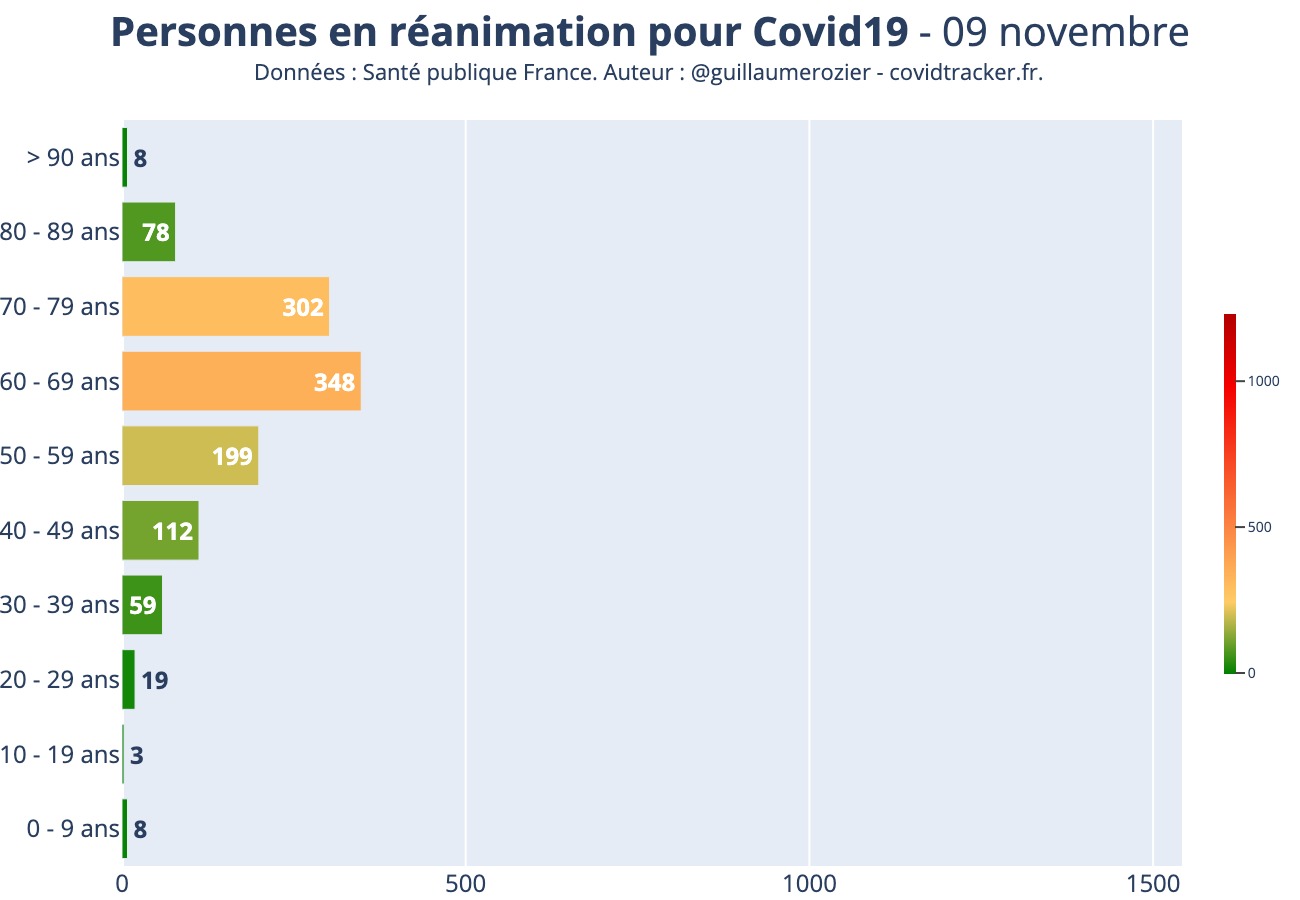 Personnes en réanimation pour Covid19 - 09 novembre
Données : Santé publique France. Auteur : @guillaumerozier - covidtracker.fr.
> 90 ans 8
80 - 89 ans 78
70 - 79 ans 302
60 - 69 ans 348
50 - 59 ans 199
40 - 49 ans 112
30 - 39 ans 59
20 - 29 ans 19
10 - 19 ans 3
0 - 9 ans 8
0 500 1000 1500
1000
500
0